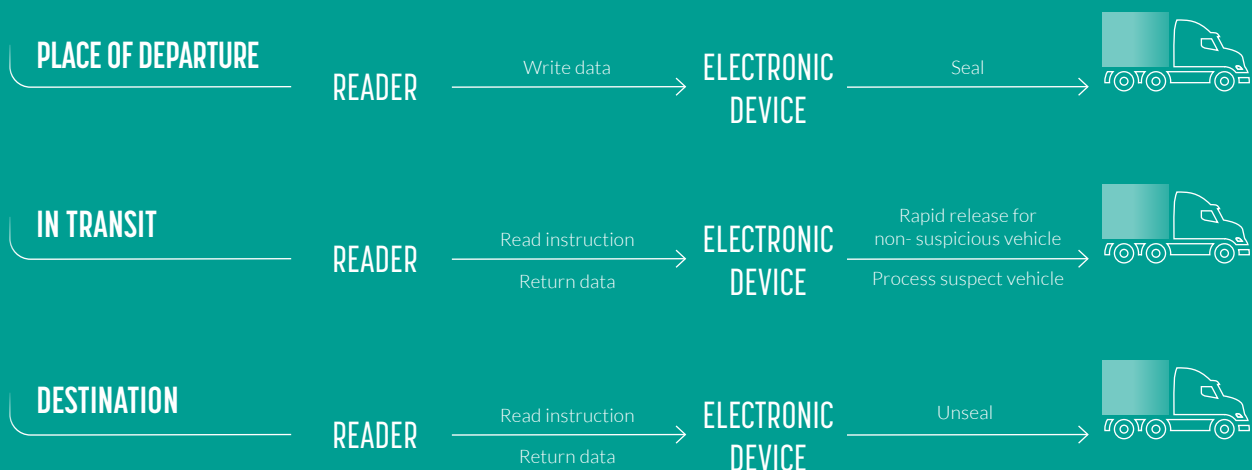 PLACE OF DEPARTURE
READER
Write data
ELECTRONIC
DEVICE
Seal
IN TRANSIT
READER
Read instruction
Return data
ELECTRONIC
DEVICE
Rapid release for
non- suspicious vehicle
Process suspect vehicle
DESTINATION
READER
Read instruction
Return data
ELECTRONIC
DEVICE
Unseal